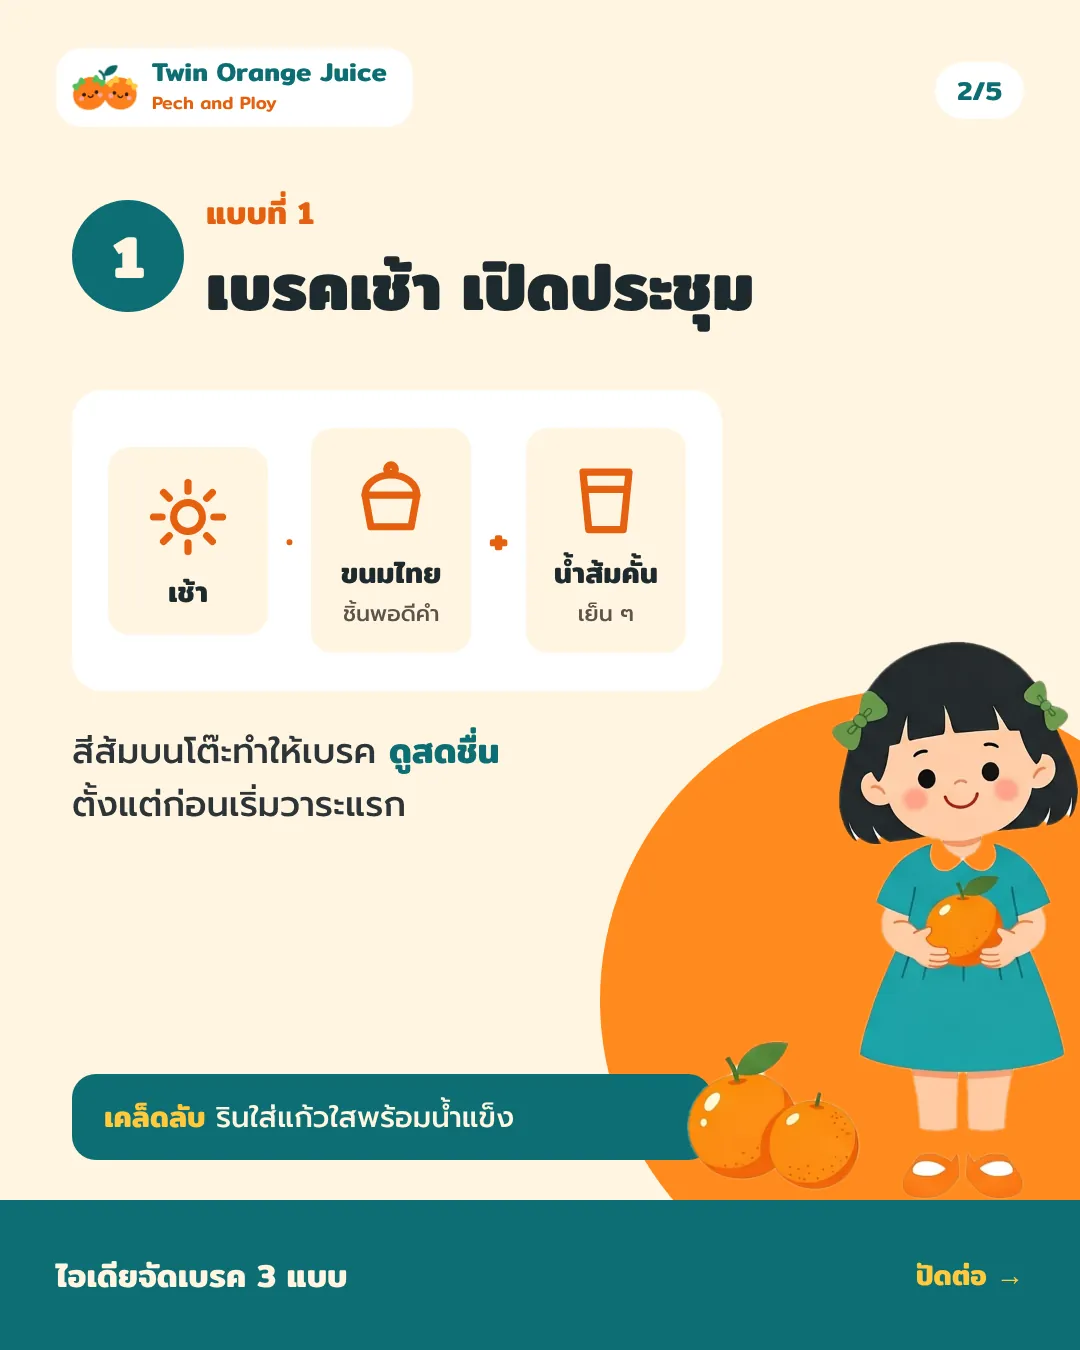 Twin Orange Juice
Pech and Ploy
2/5
1
แบบที่ 1
เบรคเช้า เปิดประชุม
เช้า
·
ขนมไทย
ชิ้นพอดีคำ
+
น้ำส้มคั้น
เย็น ๆ
สีส้มบนโต๊ะทำให้เบรค ดูสดชื่น
ตั้งแต่ก่อนเริ่มวาระแรก
เคล็ดลับ รินใส่แก้วใสพร้อมน้ำแข็ง
ไอเดียจัดเบรค 3 แบบ
ปัดต่อ →